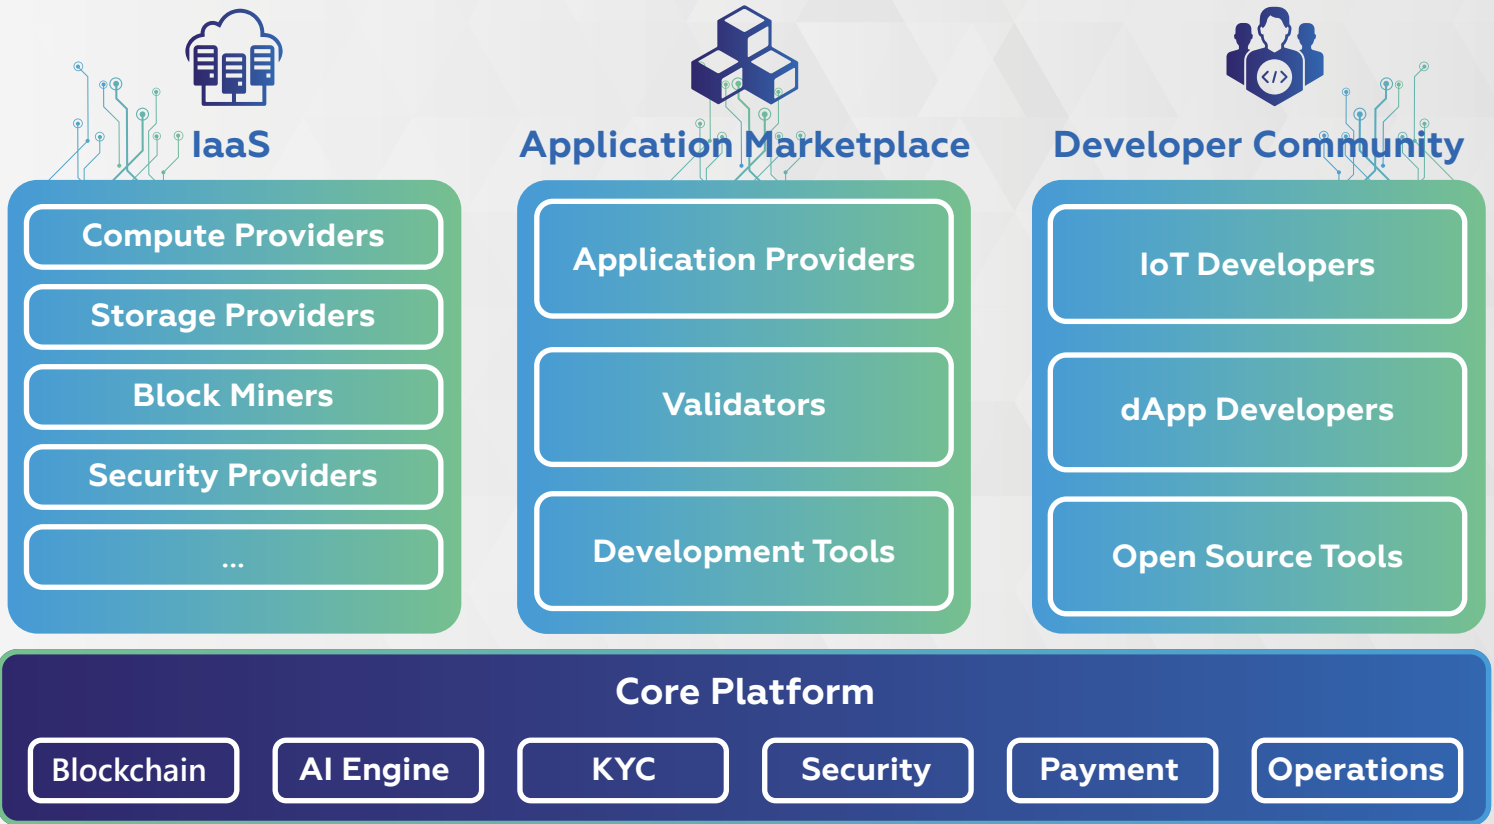 IaaS
Application Marketplace
Developer Community
Compute Providers
Storage Providers
Block Miners
Security Providers
...
Application Providers
Validators
Development Tools
</>
IoT Developers
dApp Developers
Open Source Tools
Core Platform
Blockchain
AI Engine
KYC
Security
Payment
Operations